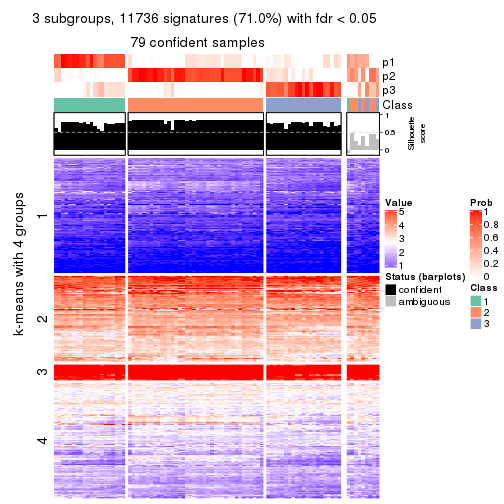 3 subgroups, 11736 signatures (71.0%) with fdr < 0.05
79 confident samples
p1
p2
p3
Class
1
0.5
0
Silhouette
score
k-means with 4 groups
1
2
3
4
Value
5
4
3
2
1
Status (barplots)
confident
ambiguous
Prob
1
0.8
0.6
0.4
0.2
0
Class
1
2
3